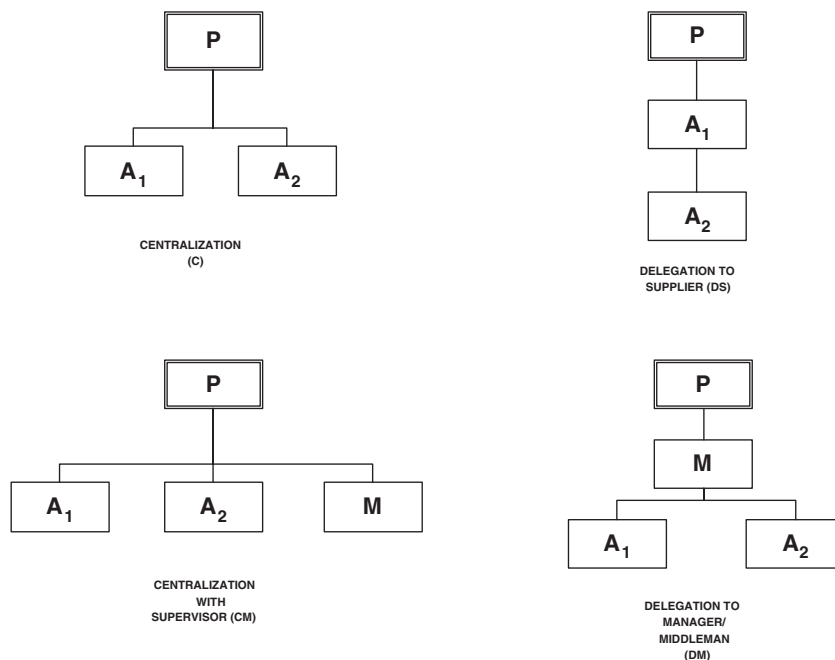 P
A1
A2
CENTRALIZATION
(C)
P
A1
A2
DELEGATION TO
SUPPLIER (DS)
P
A1
A2
M
CENTRALIZATION
WITH
SUPERVISOR (CM)
P
M
A1
A2
DELEGATION TO
MANAGER/
MIDDLEMAN
(DM)